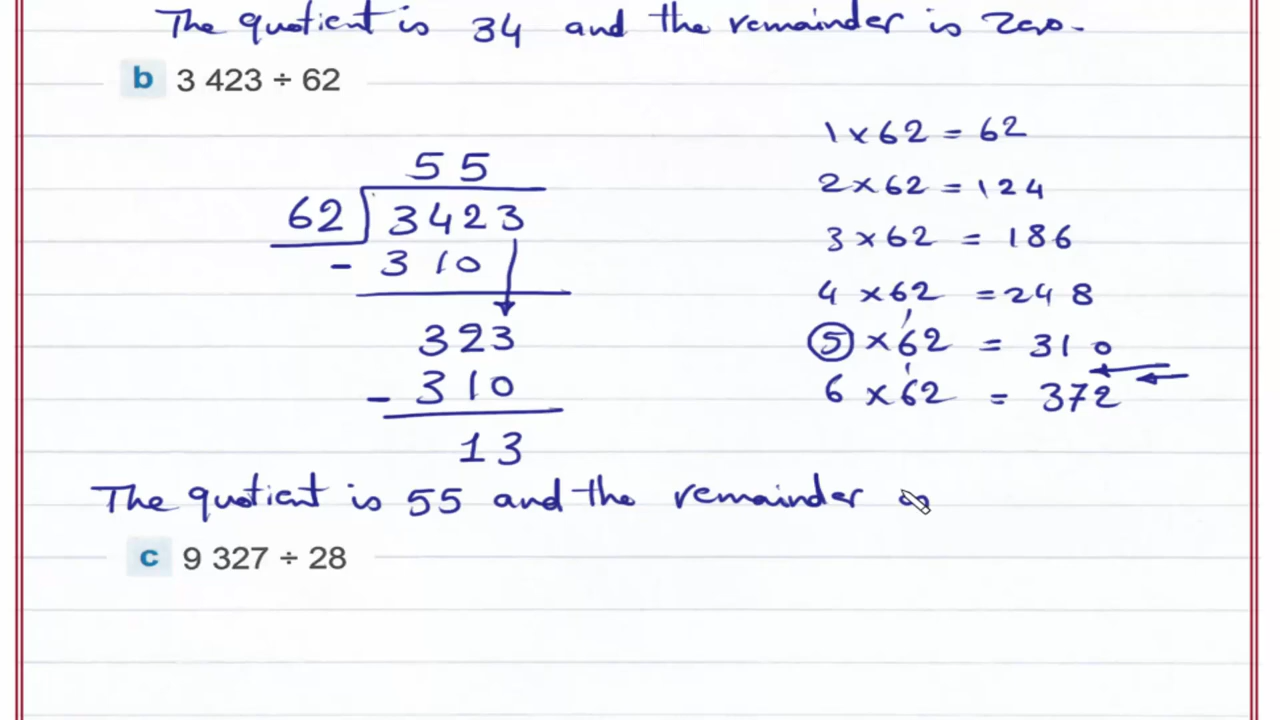 The quotient is 34 and the remainder is Zero.
b 3 423 ÷ 62
1 x 62 = 62
55
2 x 62 = 124
62 3423
3 x 62 = 186
- 310
4 x 62 = 248
323
5 x 62 = 310
- 310
6 x 62 = 372
13
The quotient is 55 and the remainder
c 9 327 ÷ 28